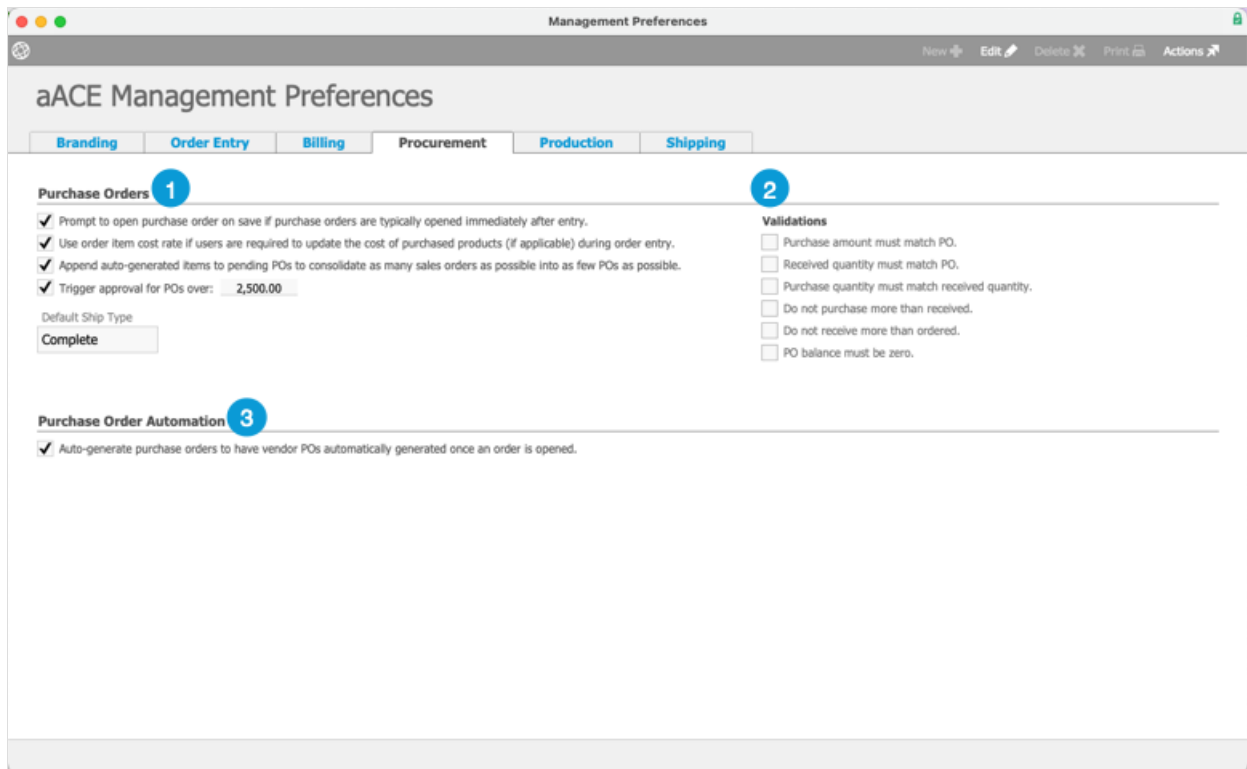 Management Preferences
New Edit Delete Print Actions
aACE Management Preferences
Branding Order Entry Billing Procurement Production Shipping
Purchase Orders 1
Prompt to open purchase order on save if purchase orders are typically opened immediately after entry.
Use order item cost rate if users are required to update the cost of purchased products (if applicable) during order entry.
Append auto-generated items to pending POs to consolidate as many sales orders as possible into as few POs as possible.
Trigger approval for POs over: 2,500.00
Default Ship Type
Complete
2
Validations
Purchase amount must match PO.
Received quantity must match PO.
Purchase quantity must match received quantity.
Do not purchase more than received.
Do not receive more than ordered.
PO balance must be zero.
Purchase Order Automation 3
Auto-generate purchase orders to have vendor POs automatically generated once an order is opened.